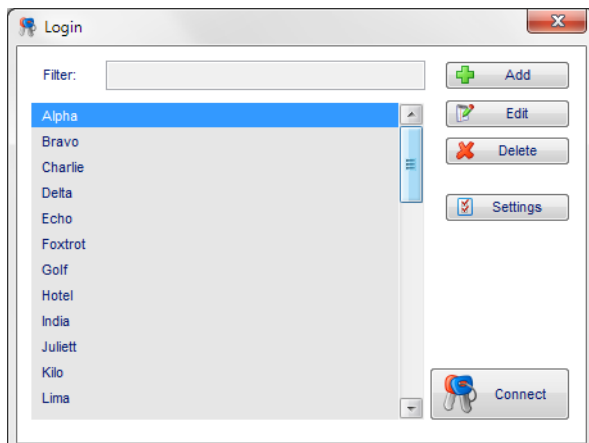 Login
Filter:
Add
Alpha
Edit
Bravo
Delete
Charlie
Delta
Settings
Echo
Foxtrot
Golf
Hotel
India
Juliett
Kilo
Connect
Lima